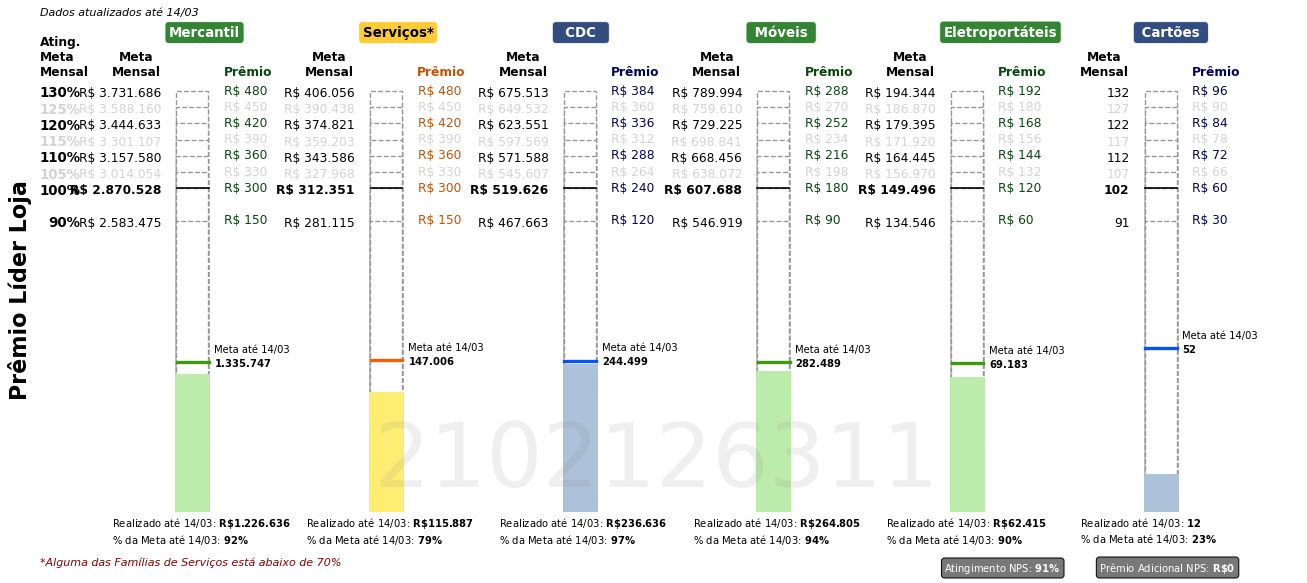 Dados atualizados até 14/03
Mercantil Serviços* CDC Móveis Eletroportáteis Cartões
Ating. Meta Mensal Meta Mensal Prêmio Meta Mensal Prêmio Meta Mensal Prêmio Meta Mensal Prêmio Prêmio Meta Mensal Prêmio
130% R$ 3.731.686 R$ 480 R$ 406.056 R$ 480 R$ 675.513 R$ 384 R$ 789.994 R$ 288 R$ 194.344 R$ 192 132 R$ 96
125% R$ 3.588.160 R$ 450 R$ 390.438 R$ 450 R$ 649.532 R$ 360 R$ 759.610 R$ 270 R$ 186.870 R$ 180 127 R$ 90
120% R$ 3.444.633 R$ 420 R$ 374.821 R$ 420 R$ 623.551 R$ 336 R$ 729.225 R$ 252 R$ 179.395 R$ 168 122 R$ 84
115% R$ 3.301.107 R$ 390 R$ 359.203 R$ 390 R$ 597.569 R$ 312 R$ 698.841 R$ 234 R$ 171.920 R$ 156 117 R$ 78
110% R$ 3.157.580 R$ 360 R$ 343.586 R$ 360 R$ 571.588 R$ 288 R$ 668.456 R$ 216 R$ 164.445 R$ 144 112 R$ 72
105% R$ 3.014.054 R$ 330 R$ 327.968 R$ 330 R$ 545.607 R$ 264 R$ 638.072 R$ 198 R$ 156.970 R$ 132 107 R$ 66
100% R$ 2.870.528 R$ 300 R$ 312.351 R$ 300 R$ 519.626 R$ 240 R$ 607.688 R$ 180 R$ 149.496 R$ 120 102 R$ 60
90% R$ 2.583.475 R$ 150 R$ 281.115 R$ 150 R$ 467.663 R$ 120 R$ 546.919 R$ 90 R$ 134.546 R$ 60 91 R$ 30
Prêmio Líder Loja
Meta até 14/03 Meta até 14/03 Meta até 14/03 Meta até 14/03 Meta até 14/03 Meta até 14/03
1.335.747 147.006 244.499 282.489 69.183 52
2102126311
Realizado até 14/03: R$1.226.636 Realizado até 14/03: R$115.887 Realizado até 14/03: R$236.636 Realizado até 14/03: R$264.805 Realizado até 14/03: R$62.415 Realizado até 14/03: 12
% da Meta até 14/03: 92% % da Meta até 14/03: 79% % da Meta até 14/03: 97% % da Meta até 14/03: 94% % da Meta até 14/03: 90% % da Meta até 14/03: 23%
*Alguma das Famílias de Serviços está abaixo de 70%
Atingimento NPS: 91% Prêmio Adicional NPS: R$0